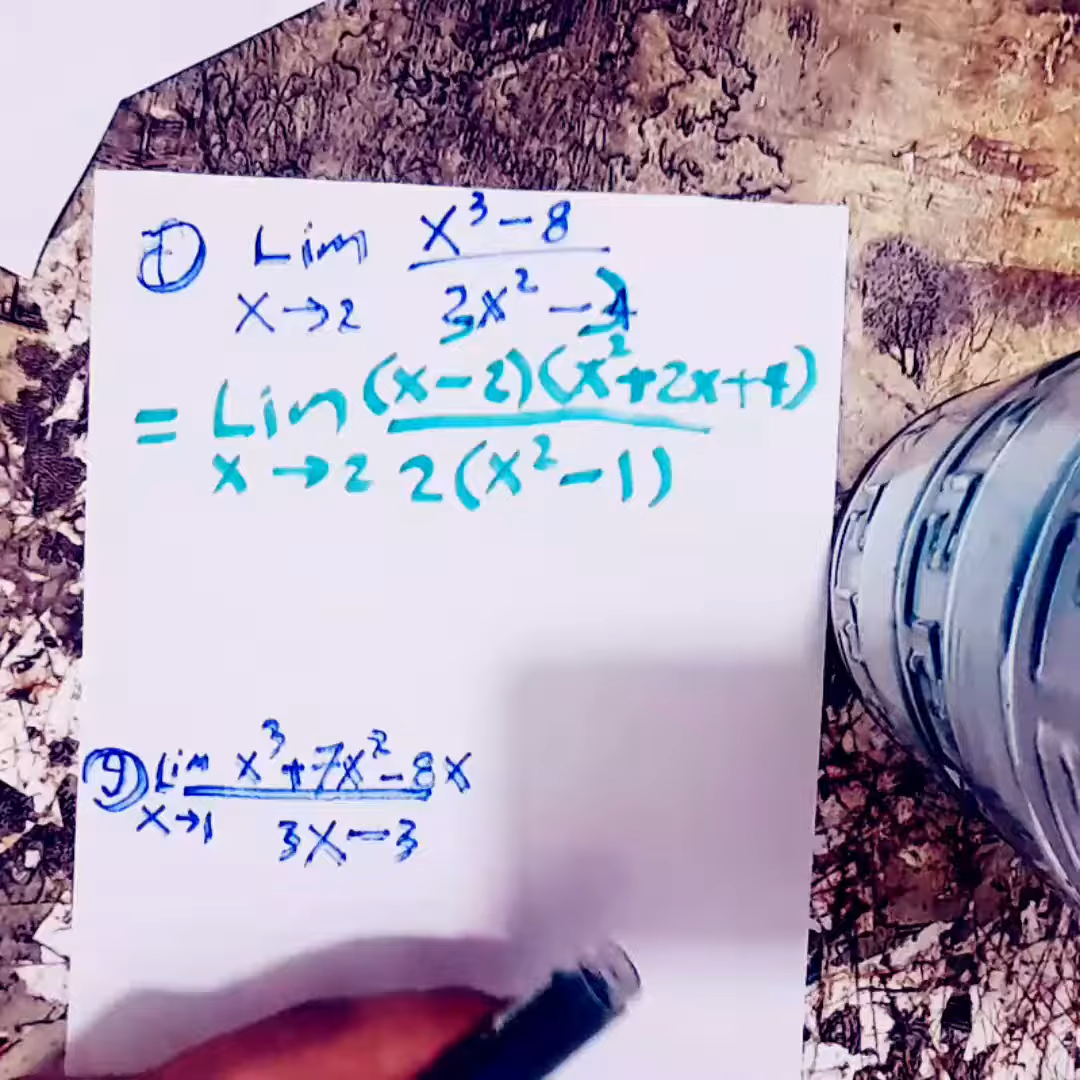 ① Lim x³-8
x→2 3x²-3
= Lim (x-2)(x²+2x+4)
x→2 2(x²-1)
⑨ Lim x³+7x²-8x
x→1 3x-3